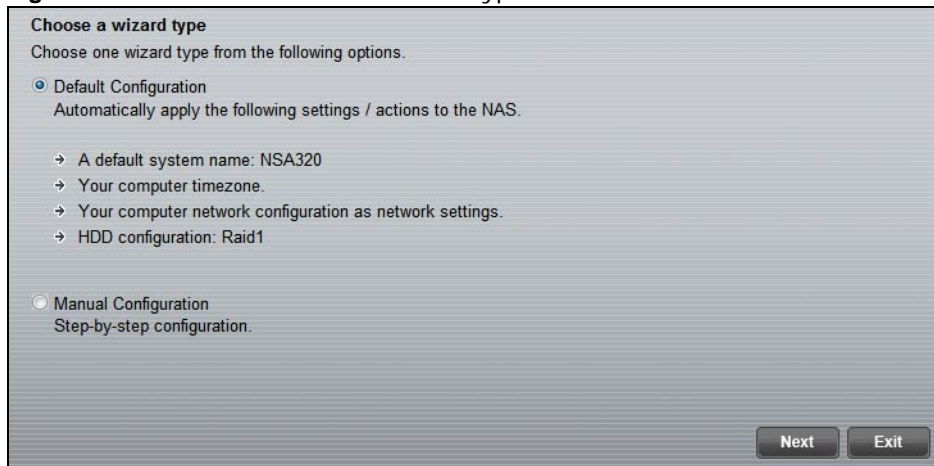 Choose a wizard type
Choose one wizard type from the following options.
Default Configuration
Automatically apply the following settings / actions to the NAS.
A default system name: NSA320
Your computer timezone.
Your computer network configuration as network settings.
HDD configuration: Raid1
Manual Configuration
Step-by-step configuration.
Next Exit